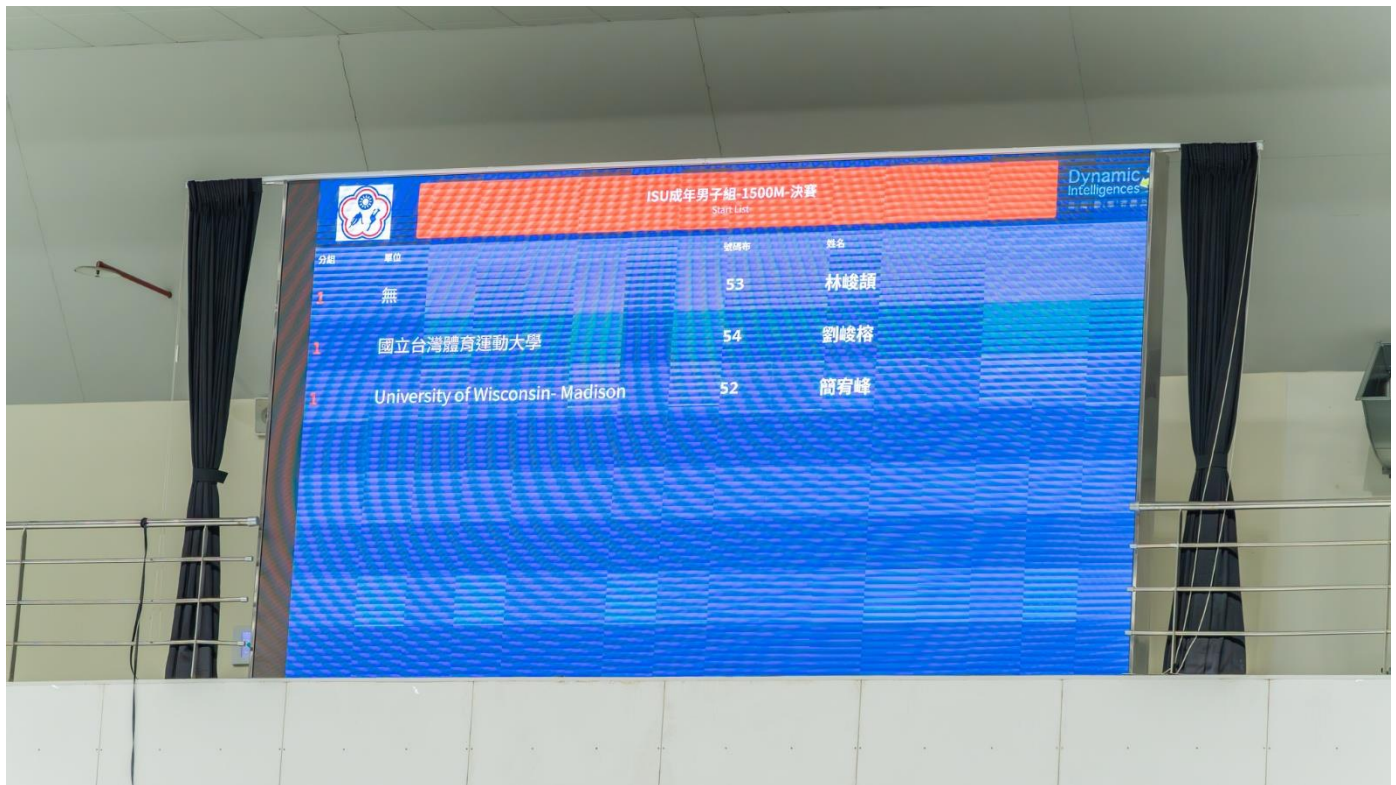 ISU成年男子組-1500M-決賽
Start List
Dynamic
Intelligences
分組 單位 號碼布 姓名
1 無 53 林峻頡
1 國立台灣體育運動大學 54 劉峻榕
1 University of Wisconsin- Madison 52 簡宥峰